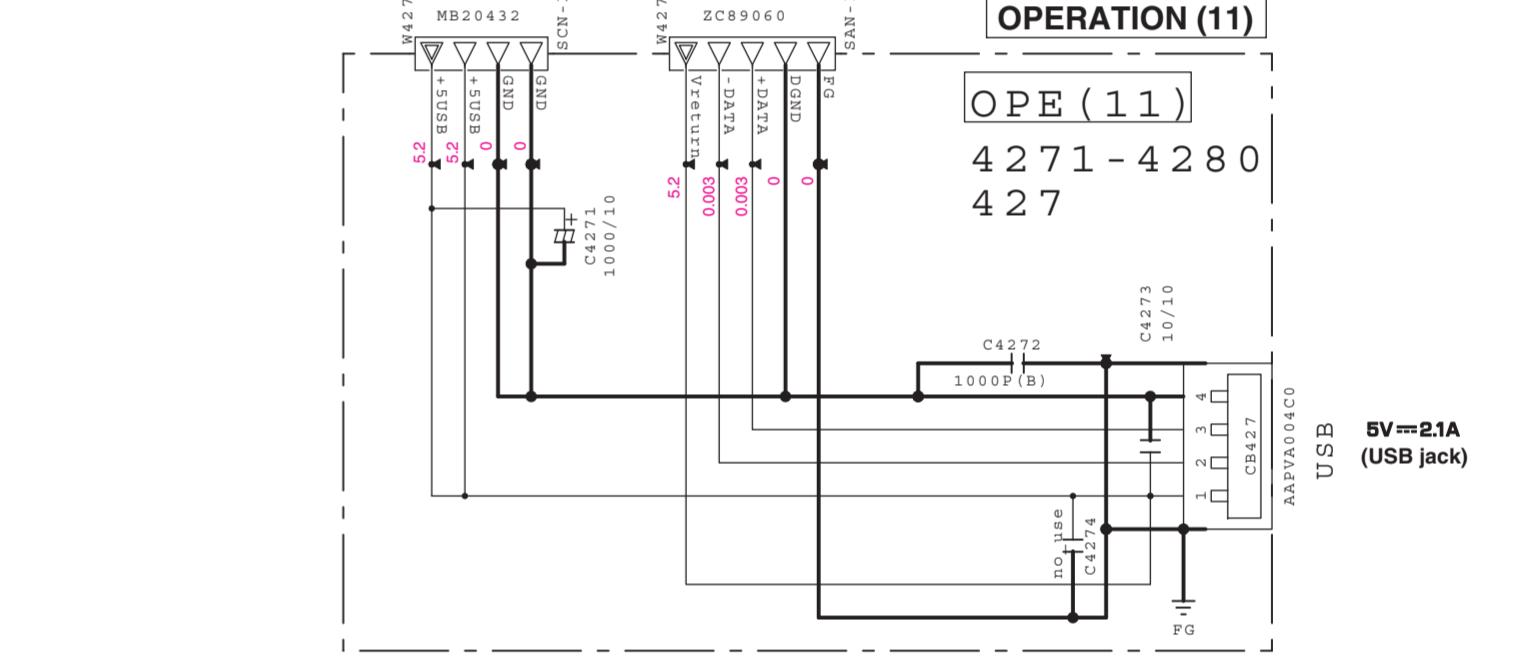 W427
MB20432
SCN-
W427
ZC89060
SAN-
OPERATION (11)
+5USB
+5USB
GND
GND
Vreturn
-DATA
+DATA
DGND
FG
OPE(11)
4271-4280
427
5.2
5.2
0
0
5.2
0.003
0.003
0
0
+
C4271
1000/10
C4273
10/10
C4272
1000P(B)
4
3
2
1
CB427
AAPVA004C0
USB
5V⎓2.1A
(USB jack)
no use
+
C4274
FG